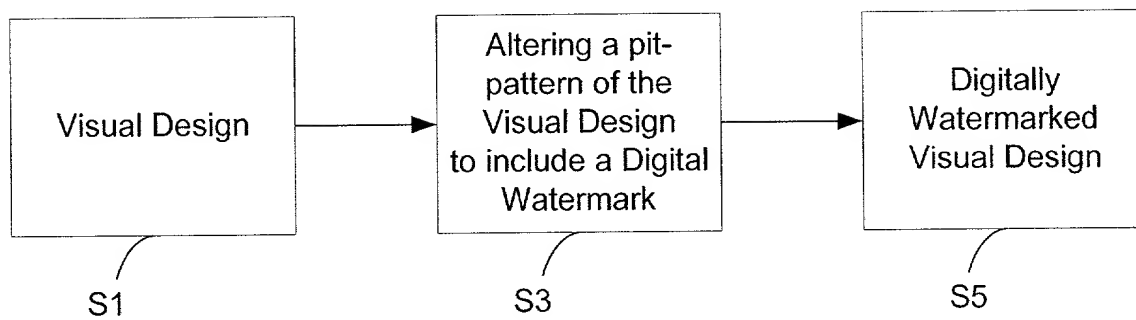 Visual Design
Altering a pit-
pattern of the
Visual Design
to include a Digital
Watermark
Digitally
Watermarked
Visual Design
S1
S3
S5